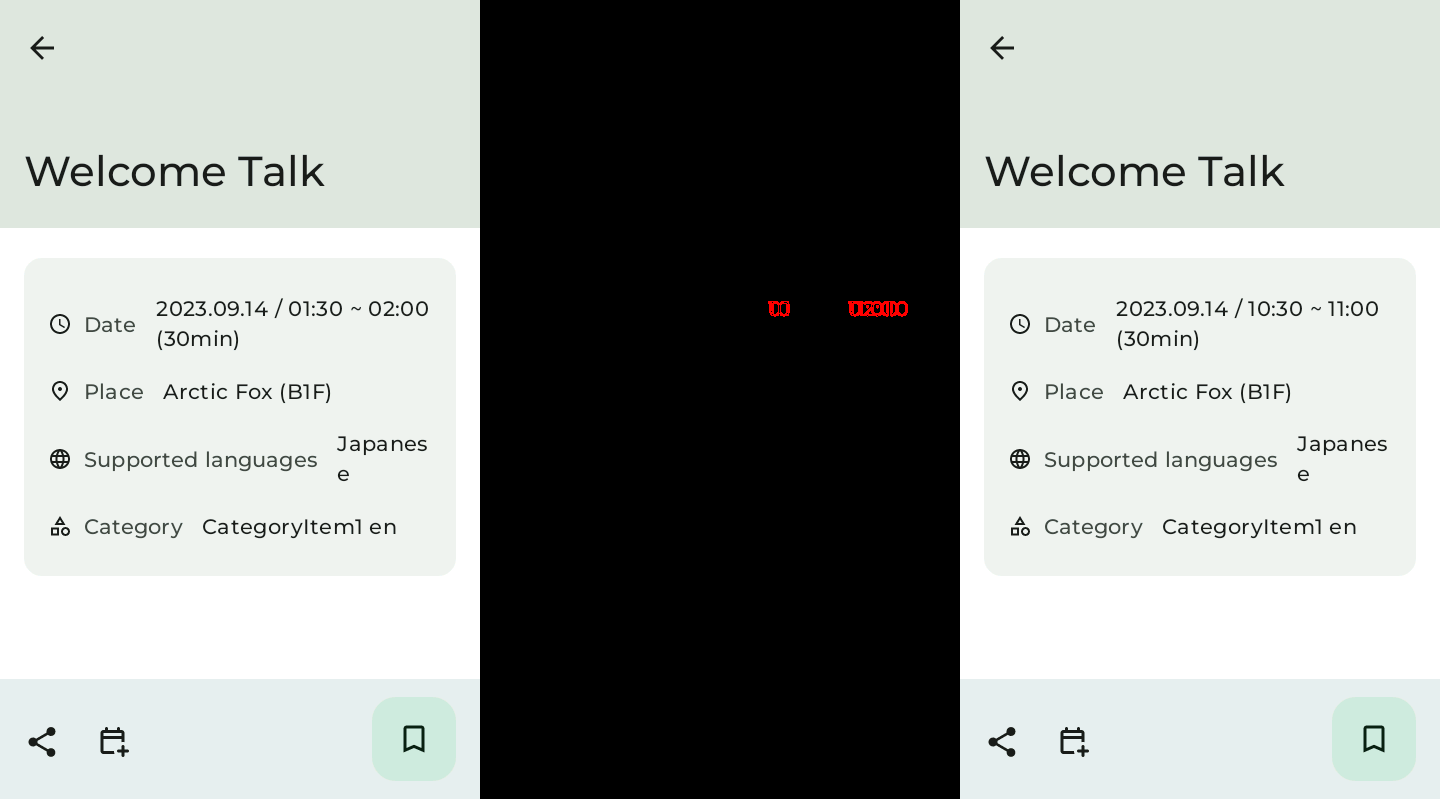 Welcome Talk
Date 2023.09.14 / 01:30 ~ 02:00
(30min)
Place Arctic Fox (B1F)
Supported languages Japanes
e
Category CategoryItem1 en
Welcome Talk
Date 2023.09.14 / 10:30 ~ 11:00
(30min)
Place Arctic Fox (B1F)
Supported languages Japanes
e
Category CategoryItem1 en